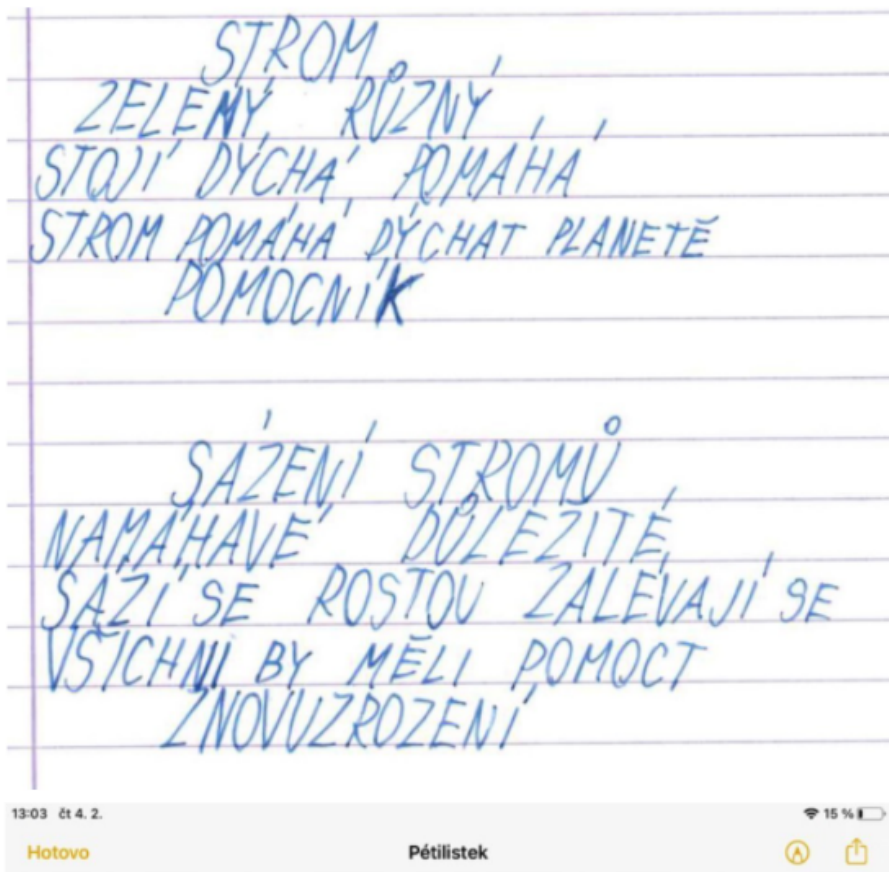 STROM
ZELENÝ RŮZNÝ
STOJÍ DÝCHÁ POMÁHÁ
STROM POMÁHÁ DÝCHAT PLANETĚ
POMOCNÍK
SÁZENÍ STROMŮ
NAMÁHAVÉ DŮLEŽITÉ
SÁZÍ SE ROSTOU ZALÉVAJÍ SE
VŠICHNI BY MĚLI POMOCT
ZNOVUZROZENÍ
13:03 čt 4. 2. 15 %
Hotovo Pétilistek